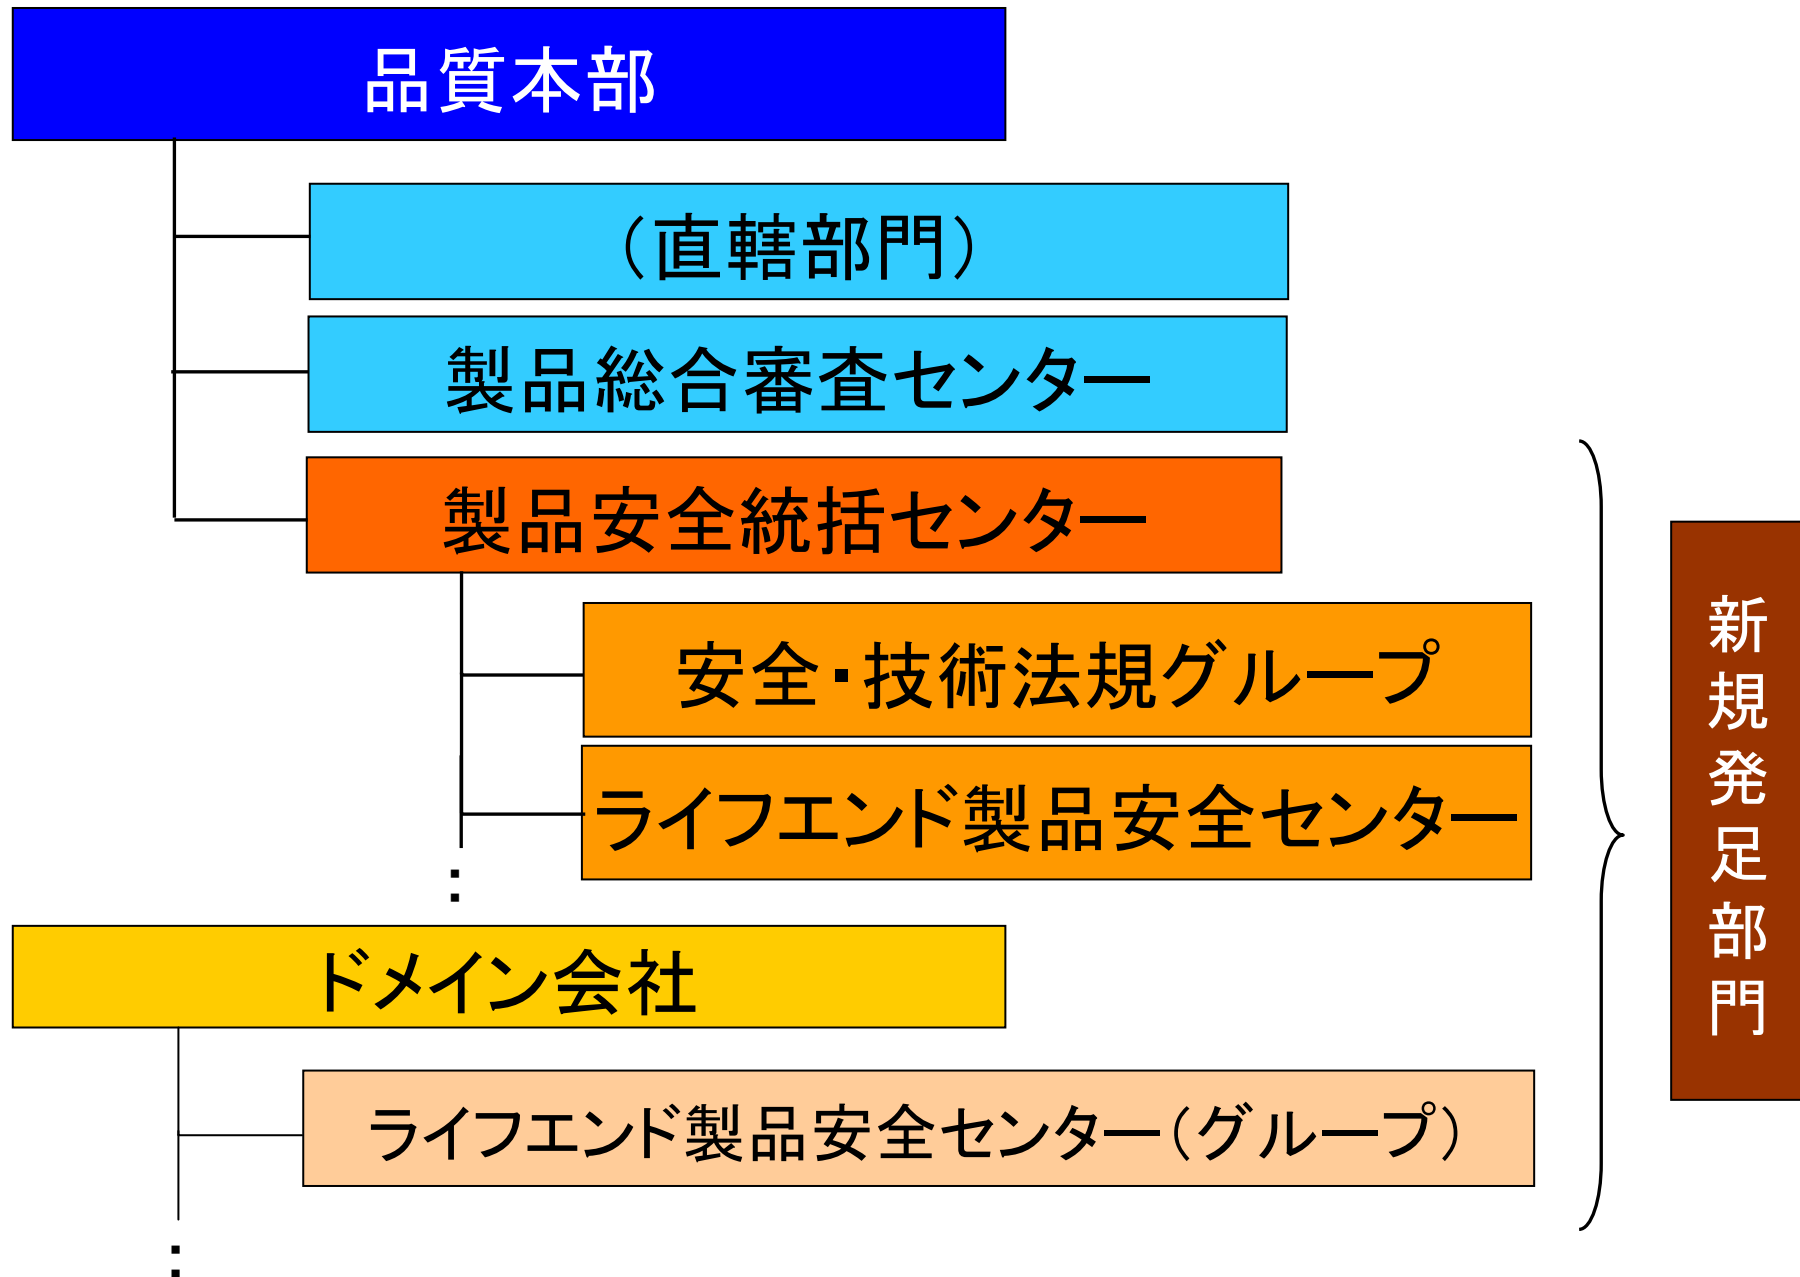 品質本部
（直轄部門）
製品総合審査センター
製品安全統括センター
安全・技術法規グループ
ライフエンド製品安全センター
：
ドメイン会社
ライフエンド製品安全センター（グループ）
：
新規発足部門